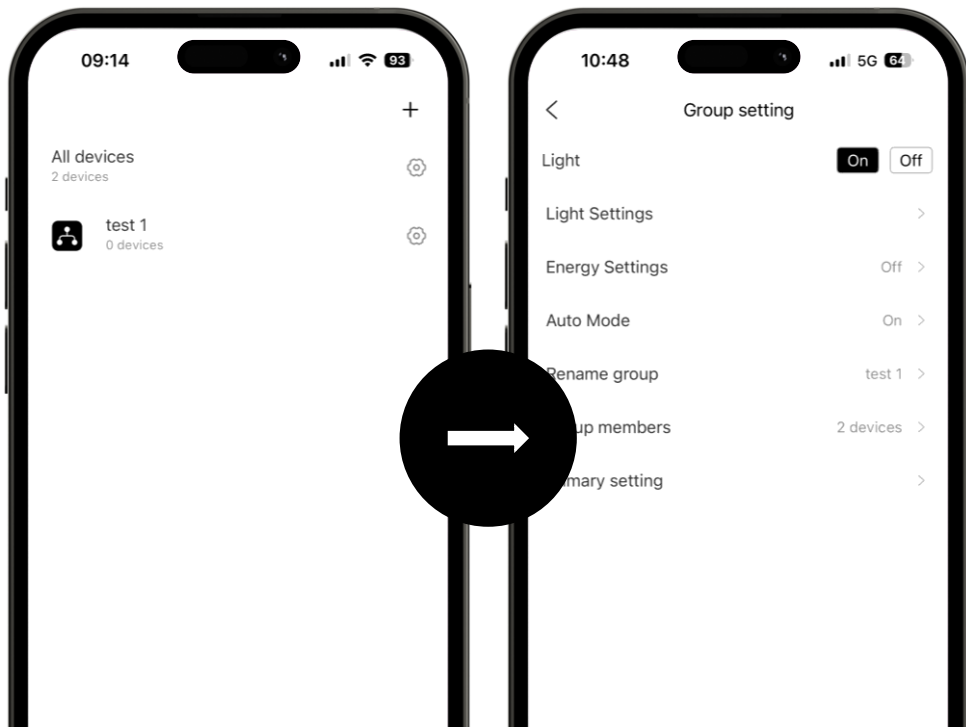 09:14
93
+
All devices
2 devices
test 1
0 devices
10:48
5G 64
Group setting
Light
On
Off
Light Settings
Energy Settings
Off
Auto Mode
On
Rename group
test 1
up members
2 devices
mary setting